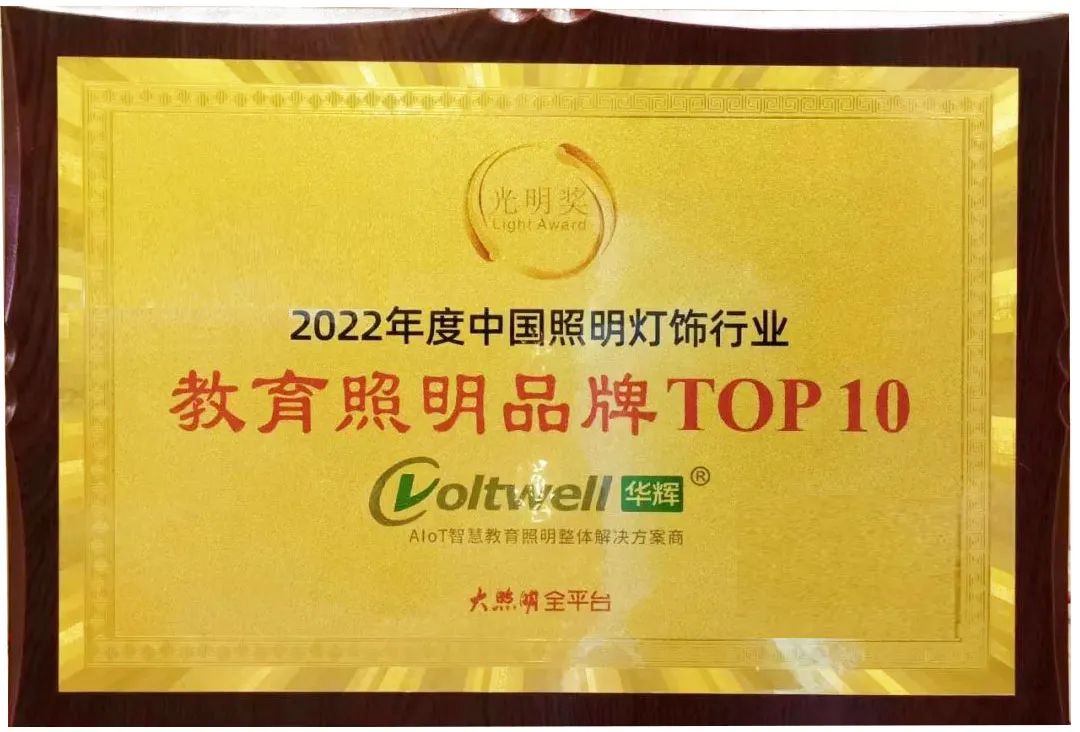 光明奖
Light Award
2022年度中国照明灯饰行业
教育照明品牌TOP10
Voltwell 华辉®
AIoT智慧教育照明整体解决方案商
大照明全平台